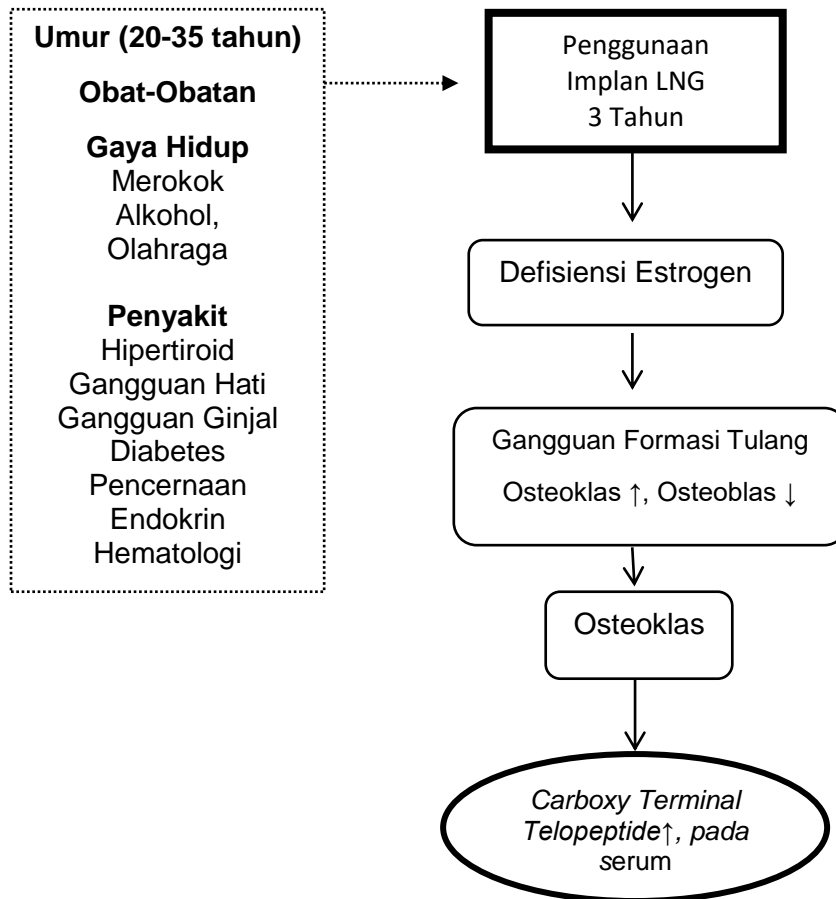 Umur (20-35 tahun)
Obat-Obatan
Gaya Hidup
Merokok
Alkohol,
Olahraga
Penyakit
Hipertiroid
Gangguan Hati
Gangguan Ginjal
Diabetes
Pencernaan
Endokrin
Hematologi
Penggunaan
Implan LNG
3 Tahun
Defisiensi Estrogen
Gangguan Formasi Tulang
Osteoklas ↑, Osteoblas ↓
Osteoklas
Carboxy Terminal
Telopeptide↑, pada
serum